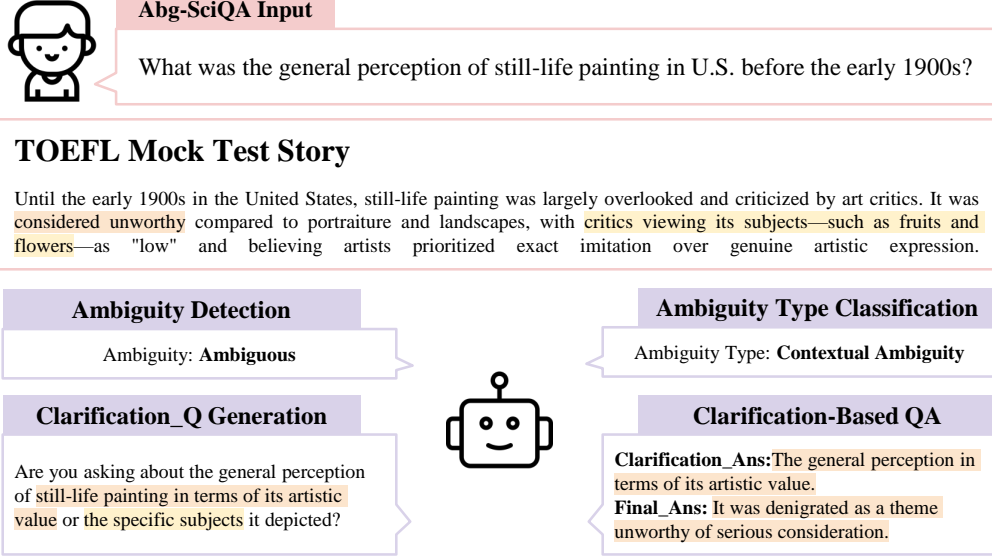 Abg-SciQA Input
What was the general perception of still-life painting in U.S. before the early 1900s?
TOEFL Mock Test Story
Until the early 1900s in the United States, still-life painting was largely overlooked and criticized by art critics. It was
considered unworthy compared to portraiture and landscapes, with critics viewing its subjects—such as fruits and
flowers—as "low" and believing artists prioritized exact imitation over genuine artistic expression.
Ambiguity Detection
Ambiguity: Ambiguous
Ambiguity Type Classification
Ambiguity Type: Contextual Ambiguity
Clarification_Q Generation
Are you asking about the general perception
of still-life painting in terms of its artistic
value or the specific subjects it depicted?
Clarification-Based QA
Clarification_Ans:The general perception in
terms of its artistic value.
Final_Ans: It was denigrated as a theme
unworthy of serious consideration.